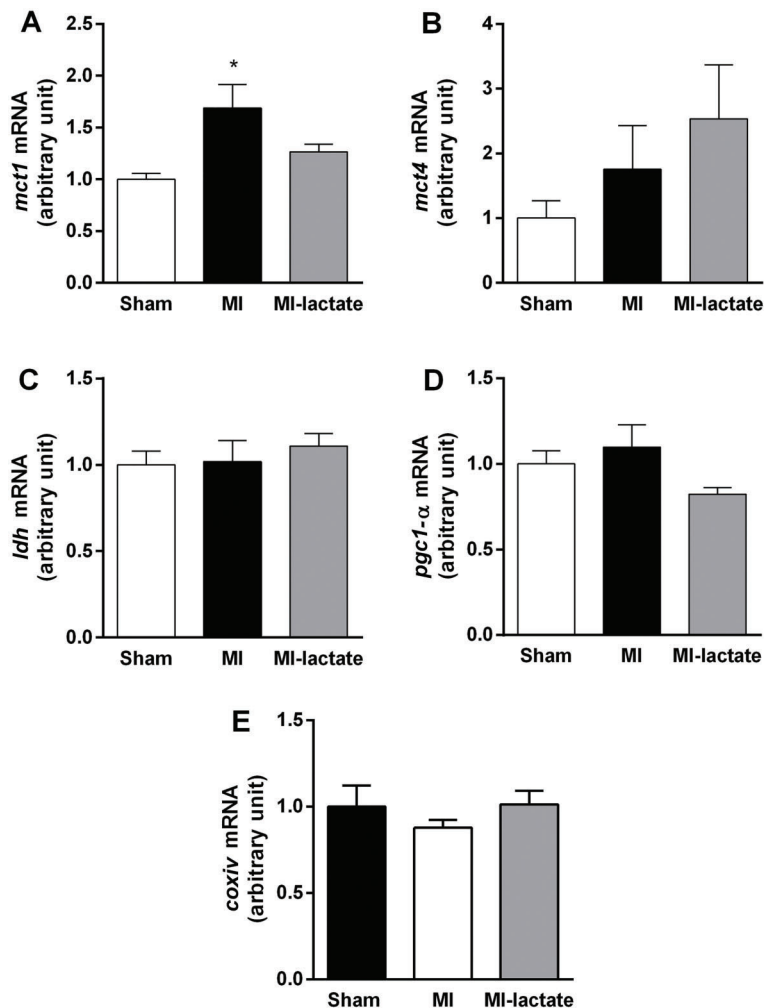 A
mct1 mRNA
(arbitrary unit)
2.5
2.0
1.5
1.0
0.5
0.0
*
Sham MI MI-lactate
B
mct4 mRNA
(arbitrary unit)
4
3
2
1
0
Sham MI MI-lactate
C
ldh mRNA
(arbitrary unit)
1.5
1.0
0.5
0.0
Sham MI MI-lactate
D
pgc1-α mRNA
(arbitrary unit)
1.5
1.0
0.5
0.0
Sham MI MI-lactate
E
coxiv mRNA
(arbitrary unit)
1.5
1.0
0.5
0.0
Sham MI MI-lactate